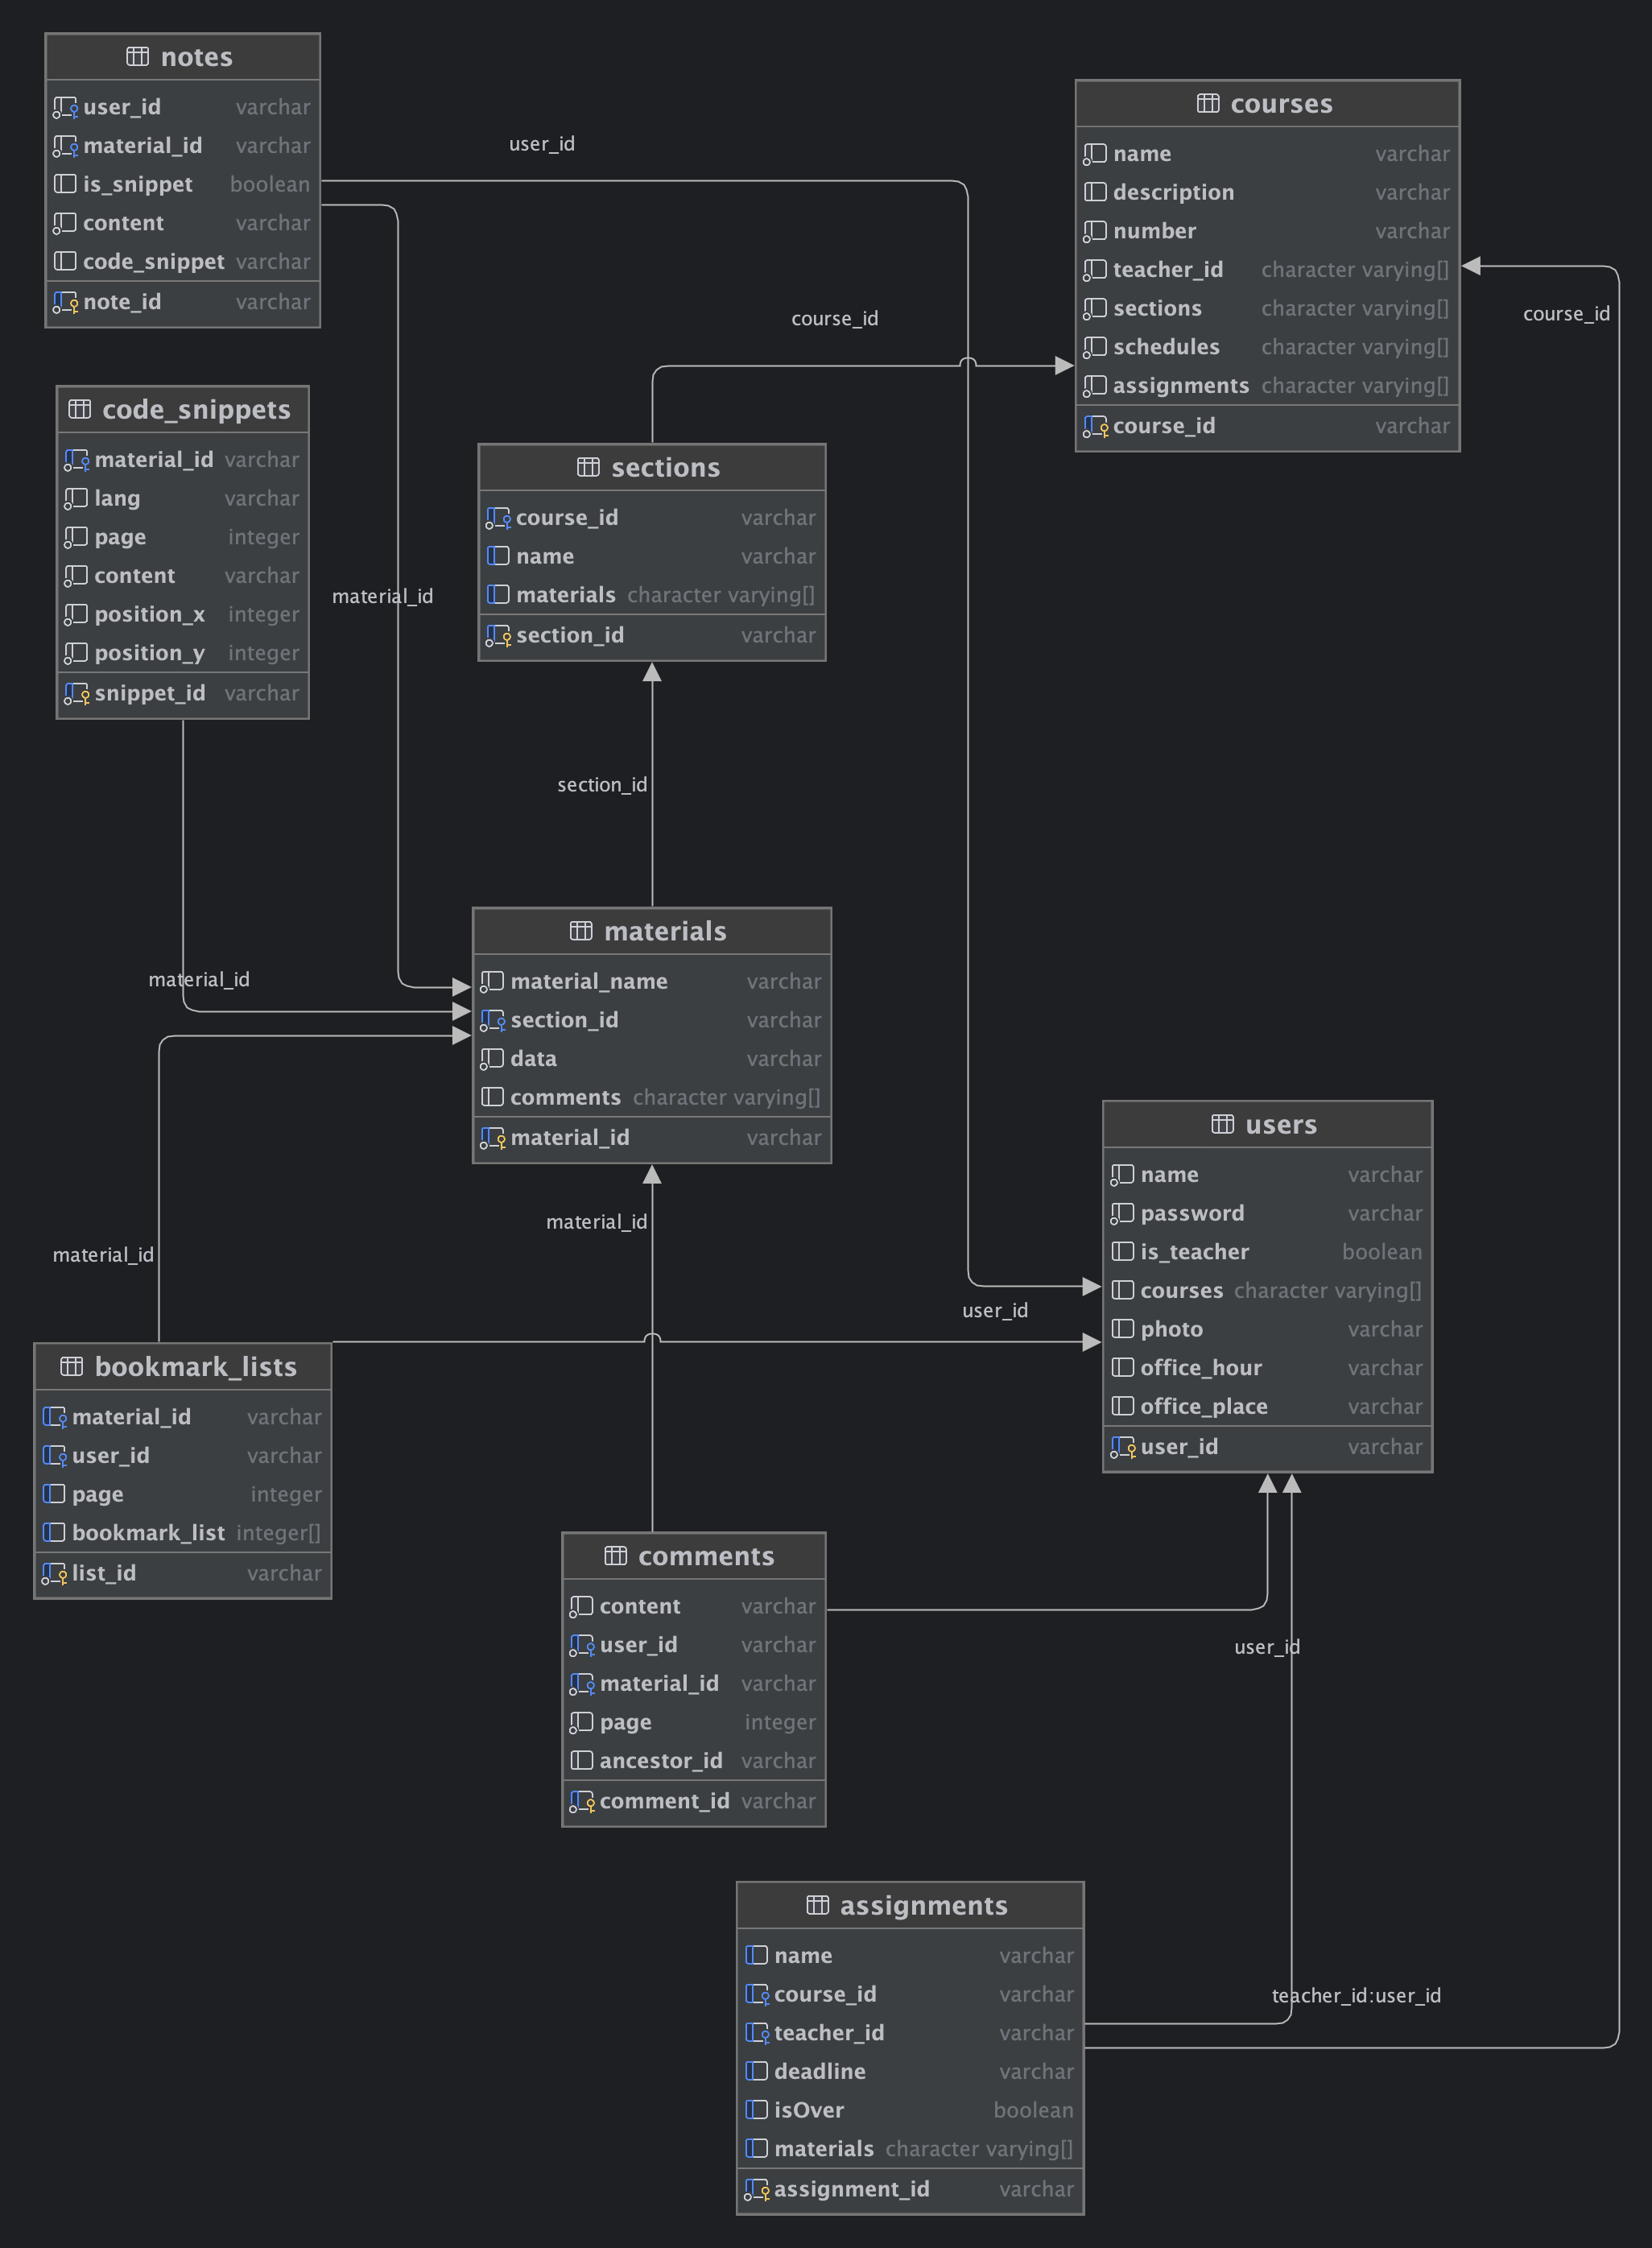 notes
user_id varchar
material_id varchar
is_snippet boolean
content varchar
code_snippet varchar
note_id varchar
user_id
courses
name varchar
description varchar
number varchar
teacher_id character varying[]
sections character varying[]
schedules character varying[]
assignments character varying[]
course_id varchar
course_id
course_id
code_snippets
material_id varchar
lang varchar
page integer
content varchar
position_x integer
position_y integer
snippet_id varchar
material_id
sections
course_id varchar
name varchar
materials character varying[]
section_id varchar
section_id
material_id
materials
material_name varchar
section_id varchar
data varchar
comments character varying[]
material_id varchar
material_id
material_id
users
name varchar
password varchar
is_teacher boolean
courses character varying[]
photo varchar
office_hour varchar
office_place varchar
user_id varchar
user_id
bookmark_lists
material_id varchar
user_id varchar
page integer
bookmark_list integer[]
list_id varchar
comments
content varchar
user_id varchar
material_id varchar
page integer
ancestor_id varchar
comment_id varchar
user_id
assignments
name varchar
course_id varchar
teacher_id varchar
deadline varchar
isOver boolean
materials character varying[]
assignment_id varchar
teacher_id:user_id